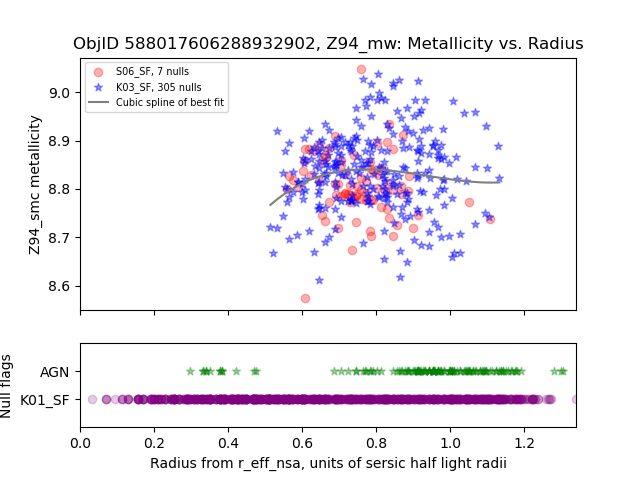 ObjID 588017606288932902, Z94_mw: Metallicity vs. Radius
S06_SF, 7 nulls
K03_SF, 305 nulls
Cubic spline of best fit
Z94_smc metallicity
9.0
8.9
8.8
8.7
8.6
Null flags
AGN
K01_SF
0.0 0.2 0.4 0.6 0.8 1.0 1.2
Radius from r_eff_nsa, units of sersic half light radii